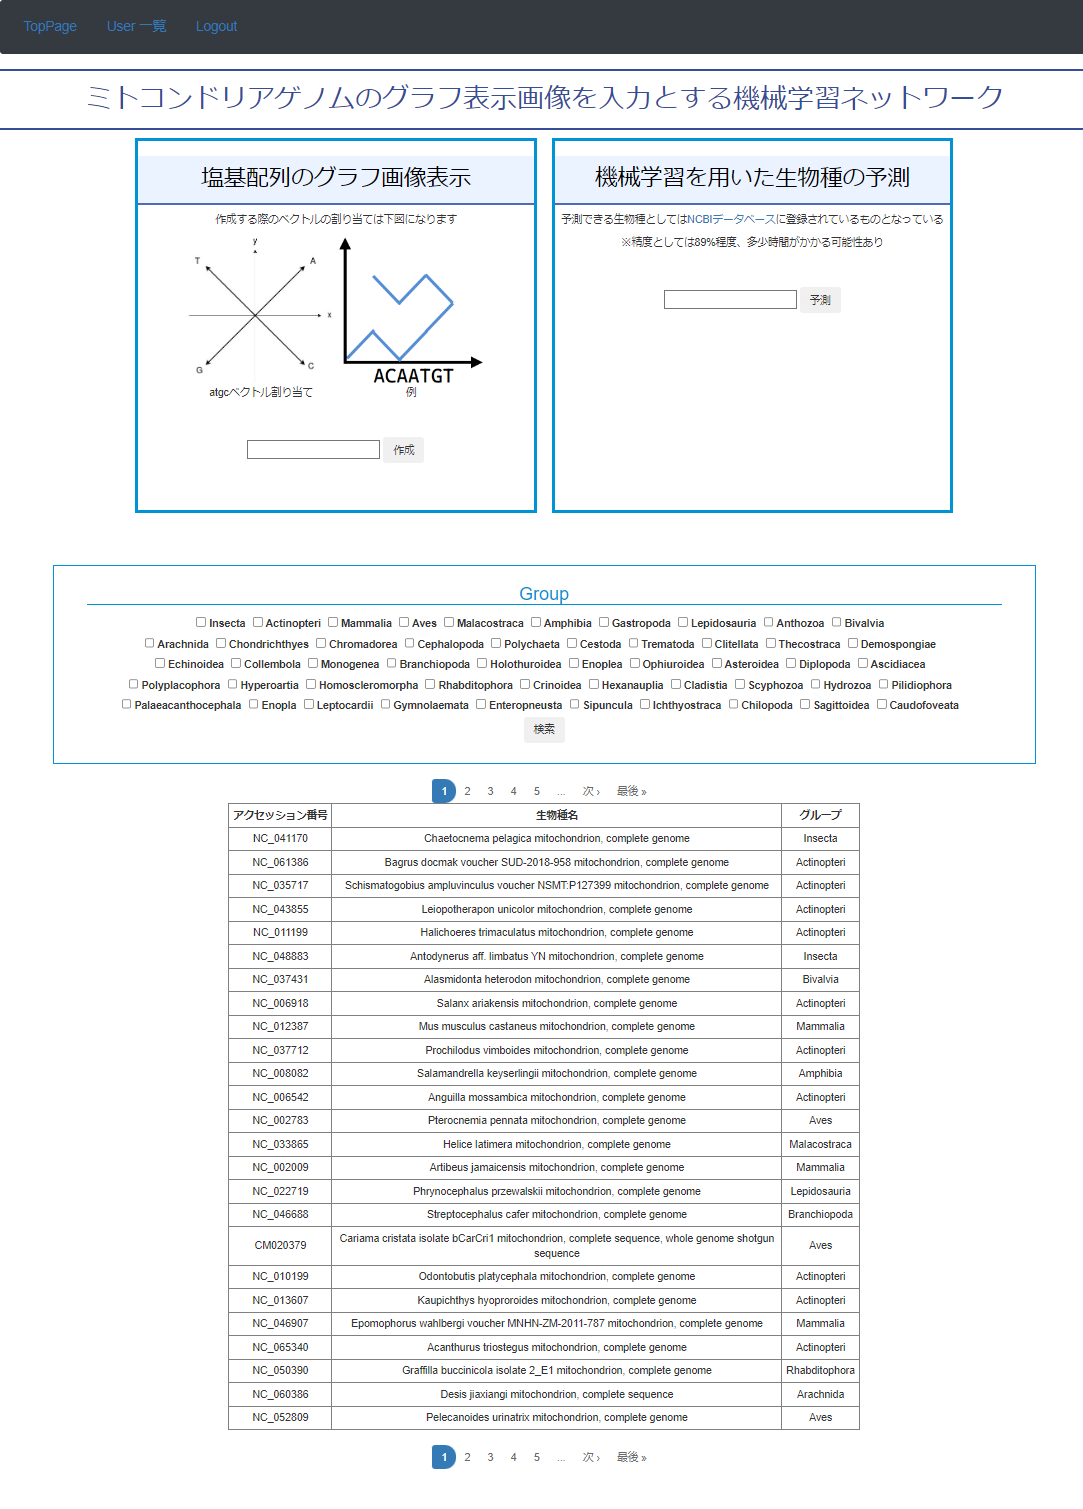 TopPage User 一覧 Logout
ミトコンドリアゲノムのグラフ表示画像を入力とする機械学習ネットワーク
塩基配列のグラフ画像表示
作成する際のベクトルの割り当ては下図になります
y
T
A
x
G
C
atgcベクトル割り当て
ACAATGT
例
作成
機械学習を用いた生物種の予測
予測できる生物種としてはNCBIデータベースに登録されているものとなっている
※精度としては89%程度、多少時間がかかる可能性あり
予測
Group
Insecta Actinopteri Mammalia Aves Malacostraca Amphibia Gastropoda Lepidosauria Anthozoa Bivalvia
Arachnida Chondrichthyes Chromadorea Cephalopoda Polychaeta Cestoda Trematoda Clitellata Thecostraca Demospongiae
Echinoidea Collembola Monogenea Branchiopoda Holothuroidea Enoplea Ophiuroidea Asteroidea Diplopoda Ascidiacea
Polyplacophora Hyperoartia Homoscleromorpha Rhabditophora Crinoidea Hexanauplia Cladistia Scyphozoa Hydrozoa Pilidiophora
Palaeacanthocephala Enopla Leptocardii Gymnolaemata Enteropneusta Sipuncula Ichthyostraca Chilopoda Sagittoidea Caudofoveata
検索
1 2 3 4 5 ... 次 › 最後 »
アクセッション番号 生物種名 グループ
NC_041170 Chaetocnema pelagica mitochondrion, complete genome Insecta
NC_061386 Bagrus docmak voucher SUD-2018-958 mitochondrion, complete genome Actinopteri
NC_035717 Schismatogobius ampluvinculus voucher NSMT:P127399 mitochondrion, complete genome Actinopteri
NC_043855 Leiopotherapon unicolor mitochondrion, complete genome Actinopteri
NC_011199 Halichoeres trimaculatus mitochondrion, complete genome Actinopteri
NC_048883 Antodynerus aff. limbatus YN mitochondrion, complete genome Insecta
NC_037431 Alasmidonta heterodon mitochondrion, complete genome Bivalvia
NC_006918 Salanx ariakensis mitochondrion, complete genome Actinopteri
NC_012387 Mus musculus castaneus mitochondrion, complete genome Mammalia
NC_037712 Prochilodus vimboides mitochondrion, complete genome Actinopteri
NC_008082 Salamandrella keyserlingii mitochondrion, complete genome Amphibia
NC_006542 Anguilla mossambica mitochondrion, complete genome Actinopteri
NC_002783 Pterocnemia pennata mitochondrion, complete genome Aves
NC_033865 Helice latimera mitochondrion, complete genome Malacostraca
NC_002009 Artibeus jamaicensis mitochondrion, complete genome Mammalia
NC_022719 Phrynocephalus przewalskii mitochondrion, complete genome Lepidosauria
NC_046688 Streptocephalus cafer mitochondrion, complete genome Branchiopoda
CM020379 Cariama cristata isolate bCarCri1 mitochondrion, complete sequence, whole genome shotgun
sequence Aves
NC_010199 Odontobutis platycephala mitochondrion, complete genome Actinopteri
NC_013607 Kaupichthys hyoproroides mitochondrion, complete genome Actinopteri
NC_046907 Epomophorus wahlbergi voucher MNHN-ZM-2011-787 mitochondrion, complete genome Mammalia
NC_065340 Acanthurus triostegus mitochondrion, complete genome Actinopteri
NC_050390 Graffilla buccinicola isolate 2_E1 mitochondrion, complete genome Rhabditophora
NC_060386 Desis jiaxiangi mitochondrion, complete sequence Arachnida
NC_052809 Pelecanoides urinatrix mitochondrion, complete genome Aves
1 2 3 4 5 ... 次 › 最後 »